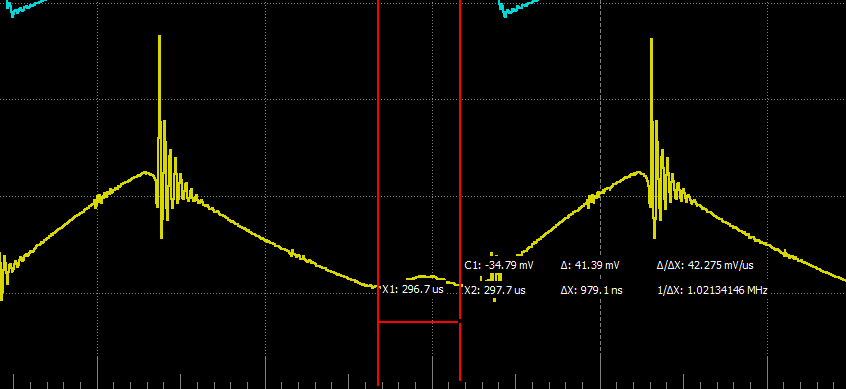 C1: -34.79 mV Δ: 41.39 mV Δ/ΔX: 42.275 mV/us
X1: 296.7 us X2: 297.7 us ΔX: 979.1 ns 1/ΔX: 1.02134146 MHz